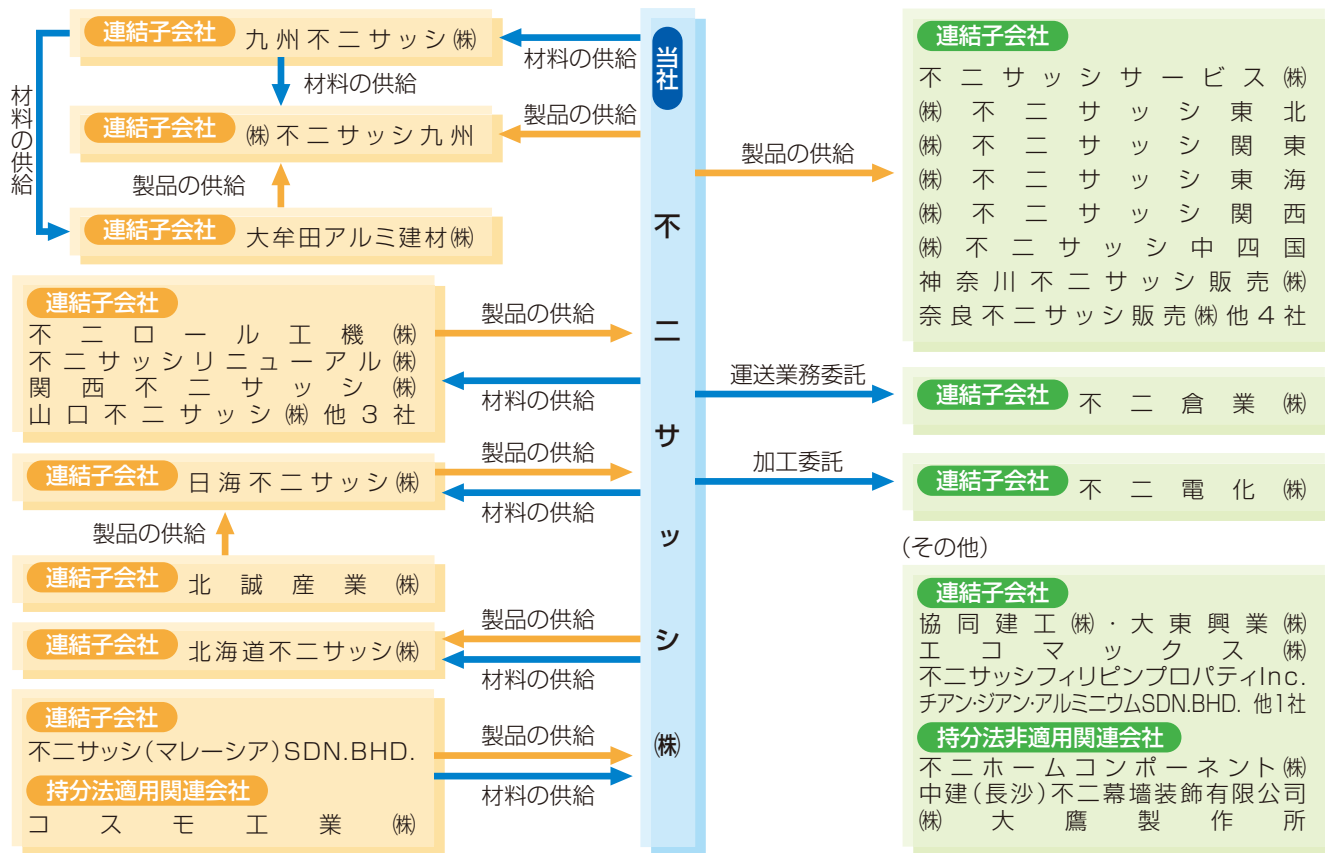 連結子会社 九州不二サッシ㈱
材料の供給
材料の供給
材料の供給
連結子会社 ㈱不二サッシ九州
製品の供給
製品の供給
連結子会社 大牟田アルミ建材㈱
連結子会社
不二ロール工機㈱
不二サッシリニューアル㈱
関西不二サッシ㈱
山口不二サッシ㈱他3社
製品の供給
材料の供給
連結子会社 日海不二サッシ㈱
製品の供給
材料の供給
製品の供給
連結子会社 北誠産業㈱
連結子会社 北海道不二サッシ㈱
製品の供給
材料の供給
連結子会社
不二サッシ(マレーシア)SDN.BHD.
持分法適用関連会社
コスモ工業㈱
製品の供給
材料の供給
当社
不二サッシ㈱
製品の供給
運送業務委託
加工委託
連結子会社
不二サッシサービス㈱
㈱不二サッシ東北
㈱不二サッシ関東
㈱不二サッシ東海
㈱不二サッシ関西
㈱不二サッシ中四国
神奈川不二サッシ販売㈱
奈良不二サッシ販売㈱他4社
連結子会社 不二倉業㈱
連結子会社 不二電化㈱
(その他)
連結子会社
協同建工㈱・大東興業㈱
エコマックス㈱
不二サッシフィリピンプロパティInc.
チアン・ジアン・アルミニウムSDN.BHD. 他1社
持分法非適用関連会社
不二ホームコンポーネント㈱
中建(長沙)不二幕墙装飾有限公司
㈱大鷹製作所